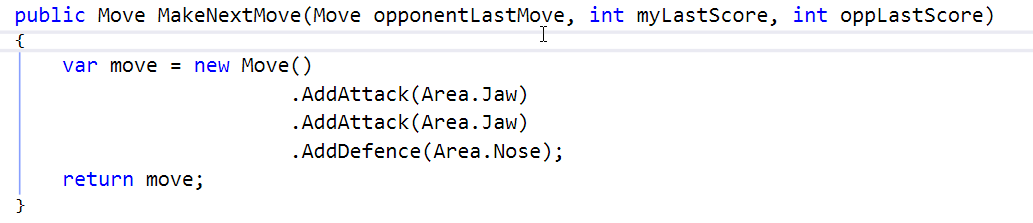 public Move MakeNextMove(Move opponentLastMove, int myLastScore, int oppLastScore)
{
    var move = new Move()
                       .AddAttack(Area.Jaw)
                       .AddAttack(Area.Jaw)
                       .AddDefence(Area.Nose);
    return move;
}